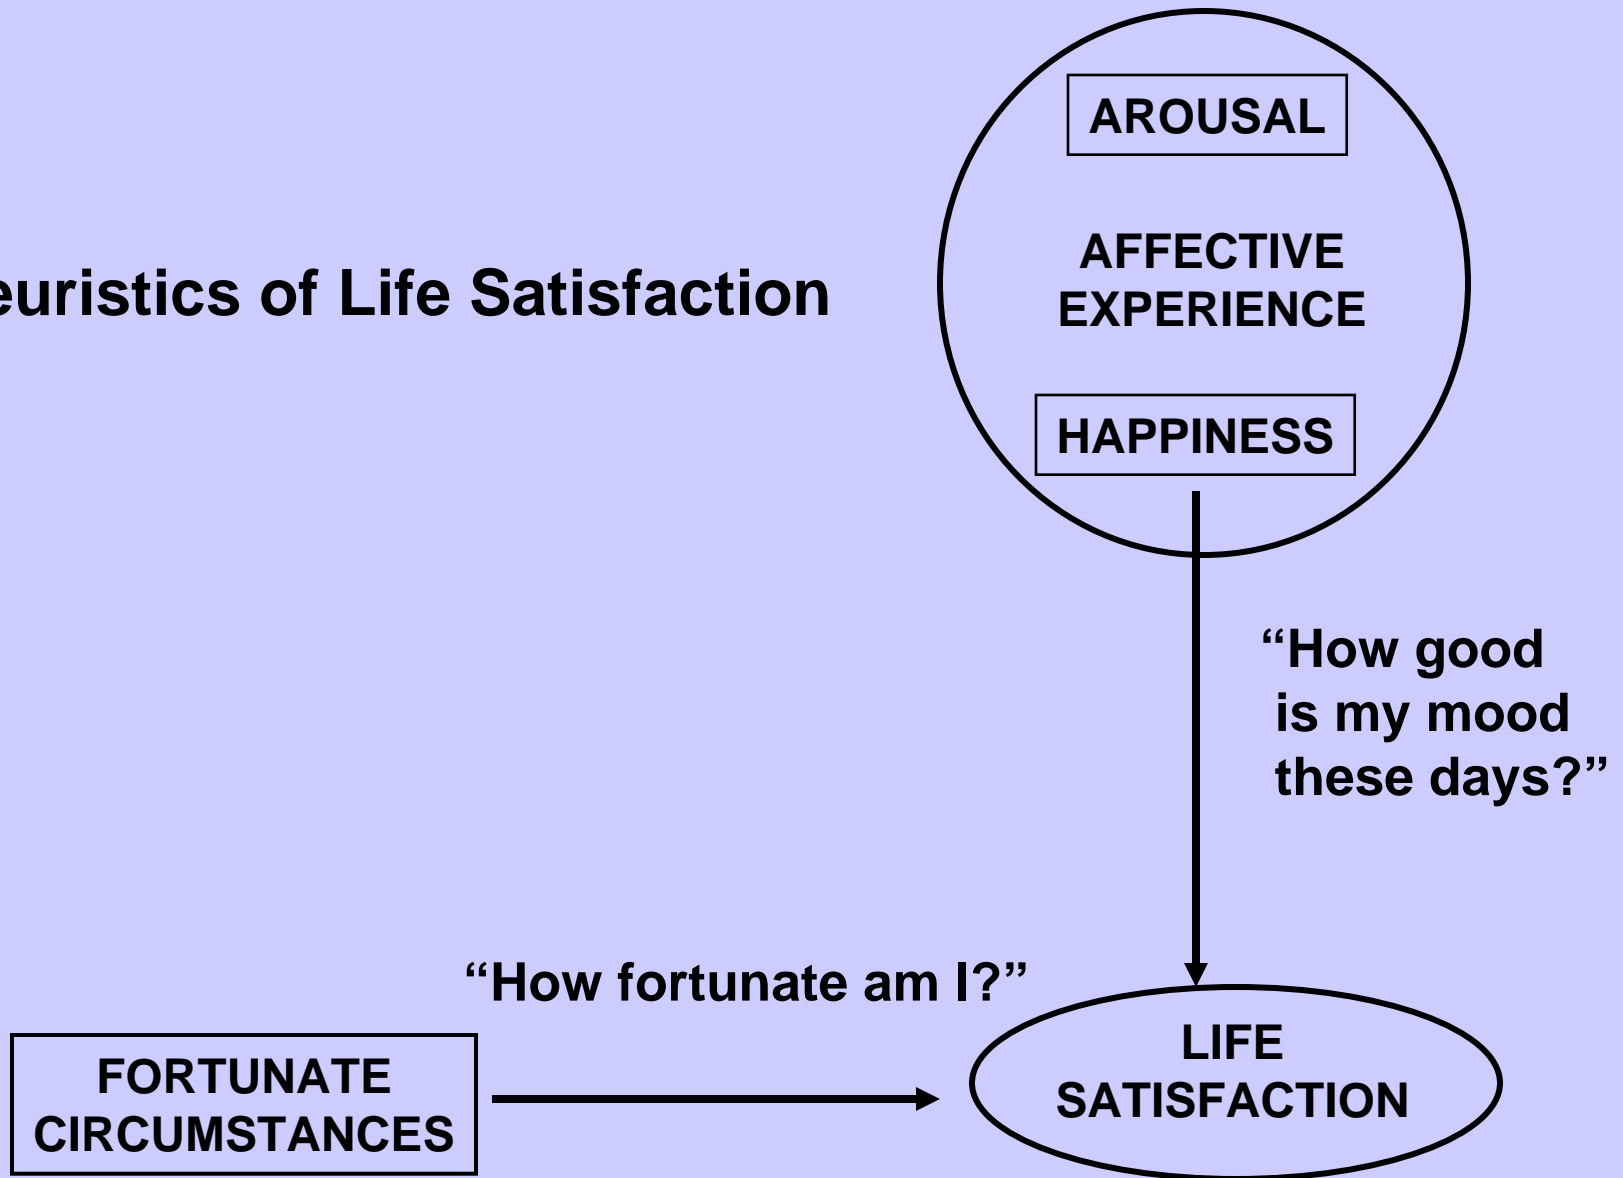 AROUSAL
AFFECTIVE
EXPERIENCE
euristics of Life Satisfaction
HAPPINESS
“How good
is my mood
these days?”
“How fortunate am I?”
LIFE
SATISFACTION
FORTUNATE
CIRCUMSTANCES